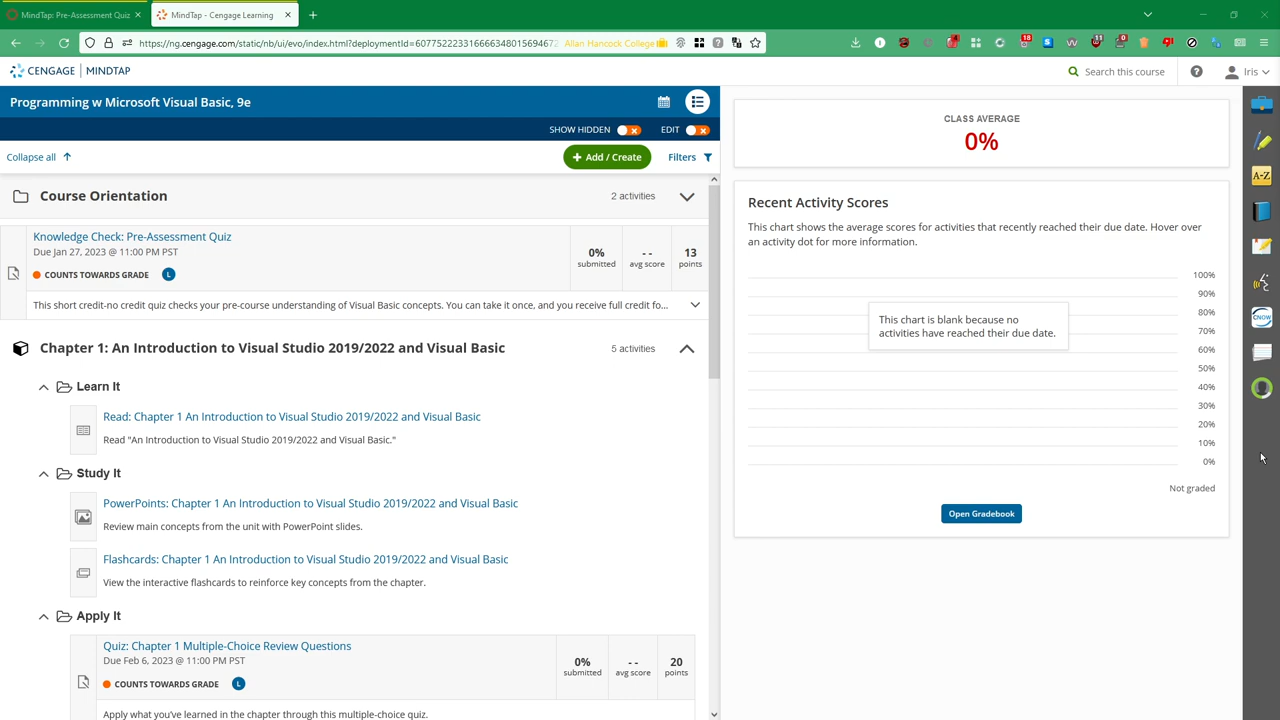 MindTap: Pre-Assessment Quiz
MindTap - Cengage Learning
https://ng.cengage.com/static/nb/ui/evo/index.html?deploymentId=607752223316666348015694672
Allan Hancock College
18
11
0
CENGAGE MINDTAP
Search this course
Iris
Programming w Microsoft Visual Basic, 9e
SHOW HIDDEN
EDIT
Collapse all
Add / Create
Filters
Course Orientation
2 activities
Knowledge Check: Pre-Assessment Quiz
Due Jan 27, 2023 @ 11:00 PM PST
COUNTS TOWARDS GRADE
L
0%
submitted
- -
avg score
13
points
This short credit-no credit quiz checks your pre-course understanding of Visual Basic concepts. You can take it once, and you receive full credit fo...
Chapter 1: An Introduction to Visual Studio 2019/2022 and Visual Basic
5 activities
Learn It
Read: Chapter 1 An Introduction to Visual Studio 2019/2022 and Visual Basic
Read "An Introduction to Visual Studio 2019/2022 and Visual Basic."
Study It
PowerPoints: Chapter 1 An Introduction to Visual Studio 2019/2022 and Visual Basic
Review main concepts from the unit with PowerPoint slides.
Flashcards: Chapter 1 An Introduction to Visual Studio 2019/2022 and Visual Basic
View the interactive flashcards to reinforce key concepts from the chapter.
Apply It
Quiz: Chapter 1 Multiple-Choice Review Questions
Due Feb 6, 2023 @ 11:00 PM PST
COUNTS TOWARDS GRADE
L
0%
submitted
- -
avg score
20
points
Apply what you've learned in the chapter through this multiple-choice quiz.
CLASS AVERAGE
0%
Recent Activity Scores
This chart shows the average scores for activities that recently reached their due date. Hover over
an activity dot for more information.
This chart is blank because no
activities have reached their due date.
100%
90%
80%
70%
60%
50%
40%
30%
20%
10%
0%
Not graded
Open Gradebook
A-Z
CNOW